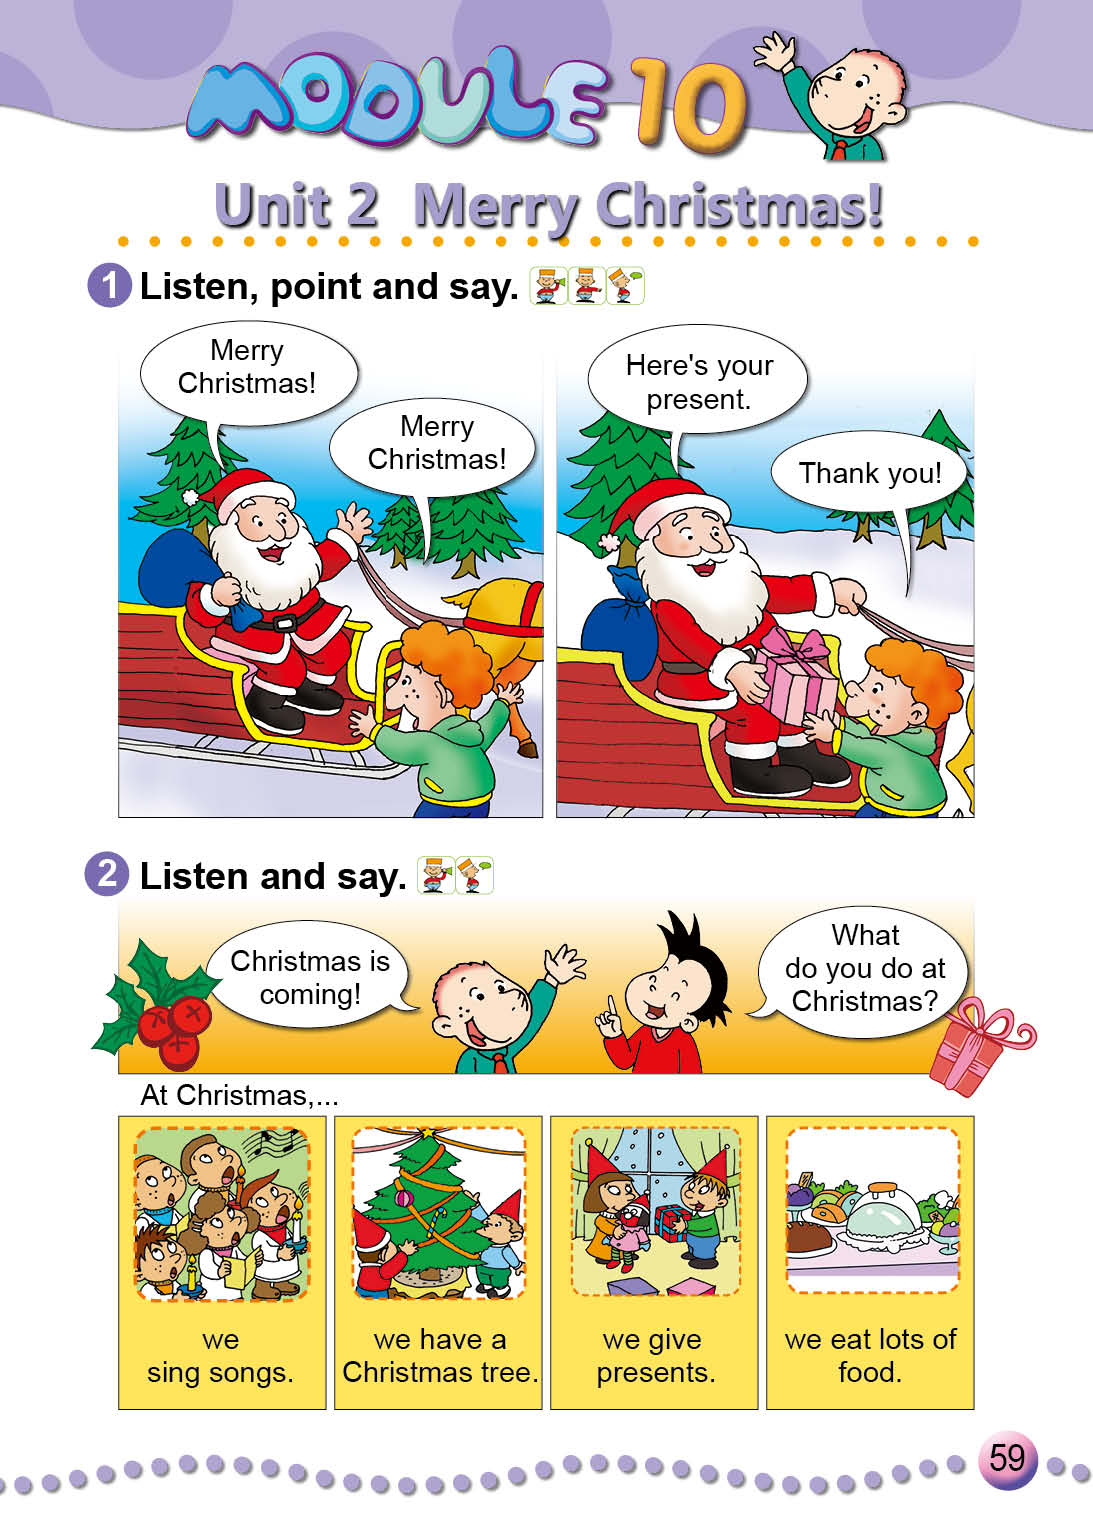 MODULE 10
Unit 2 Merry Christmas!
1 Listen, point and say.
Merry
Christmas!
Merry
Christmas!
Here's your
present.
Thank you!
2 Listen and say.
Christmas is
coming!
What
do you do at
Christmas?
At Christmas,...
we
sing songs.
we have a
Christmas tree.
we give
presents.
we eat lots of
food.
59